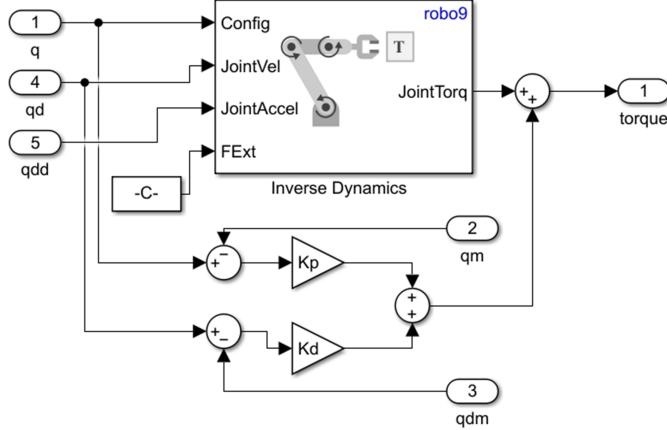 robo9
1
q
Config
4
qd
JointVel
T
JointTorq
1
torque
5
qdd
JointAccel
FExt
-C-
Inverse Dynamics
2
qm
Kp
Kd
3
qdm